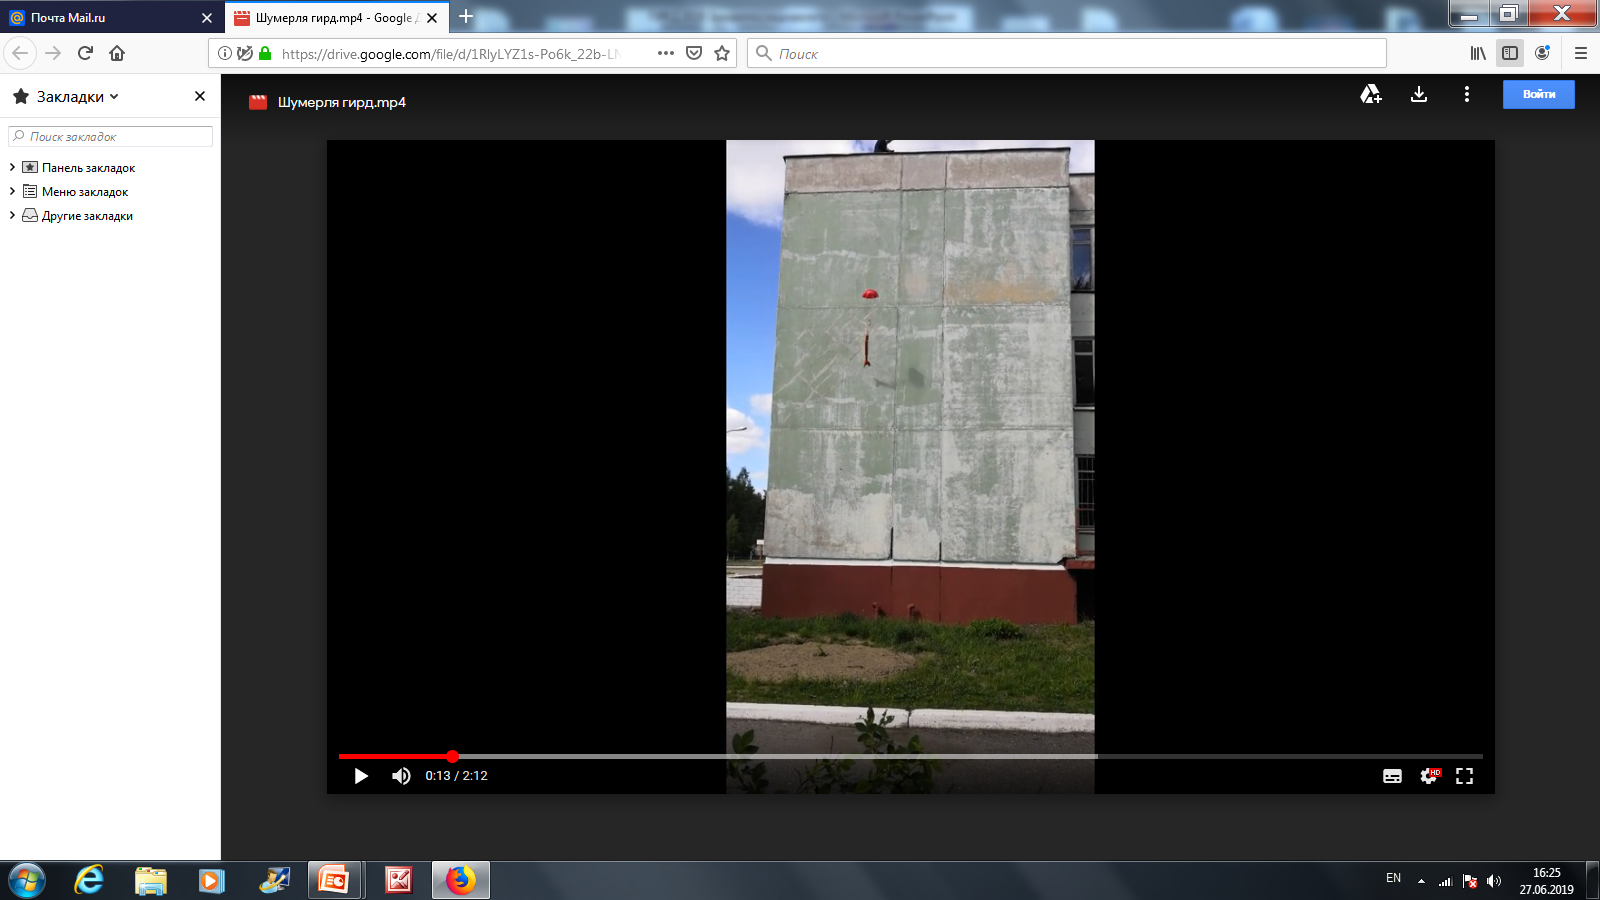 Почта Mail.ru
Шумерля гирд.mp4 - Google Д
https://drive.google.com/file/d/1RlyLYZ1s-Po6k_22b-LN
Поиск
Закладки
Поиск закладок
Панель закладок
Меню закладок
Другие закладки
Шумерля гирд.mp4
Войти
0:13 / 2:12
HD
EN
16:25
27.06.2019